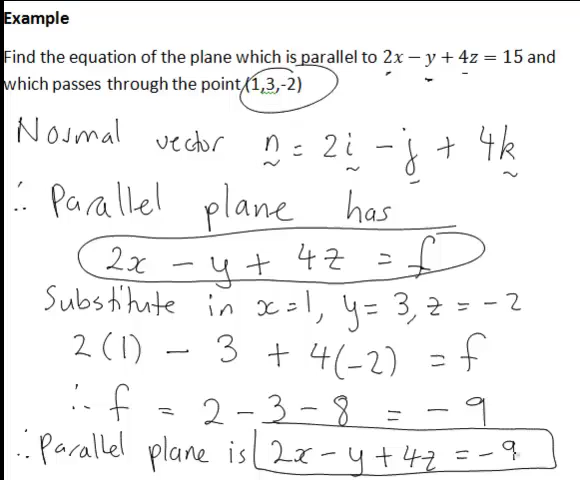 Example
Find the equation of the plane which is parallel to 2x − y + 4z = 15 and
which passes through the point (1,3,-2)
Normal vector n = 2i − j + 4k
∴ Parallel plane has
2x − y + 4z = f
Substitute in x=1, y=3, z=−2
2(1) − 3 + 4(−2) = f
∴ f = 2 − 3 − 8 = −9
∴ Parallel plane is 2x − y + 4z = −9